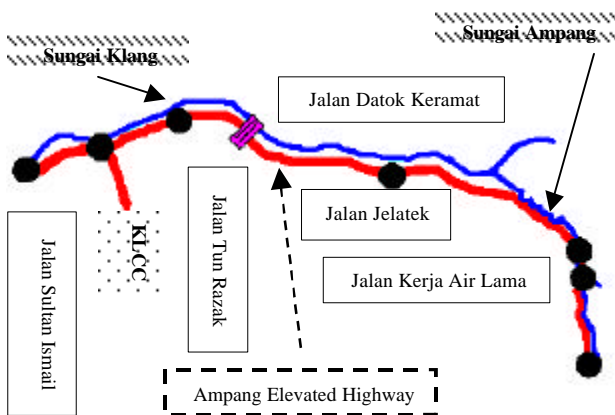 Sungai Klang
Sungai Ampang
Jalan Datok Keramat
Jalan Jelatek
Jalan Kerja Air Lama
KLCC
Jalan Tun Razak
Jalan Sultan Ismail
Ampang Elevated Highway